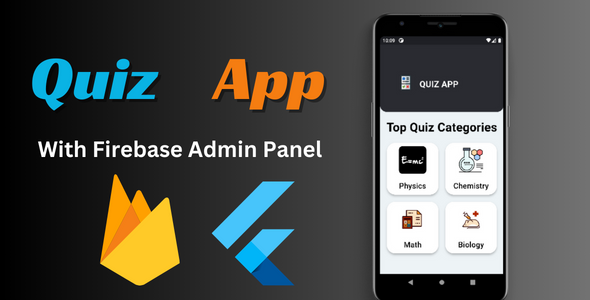 Quiz App
With Firebase Admin Panel
10:09
QUIZ APP
Top Quiz Categories
E=mc²
Physics
Chemistry
Math
Biology